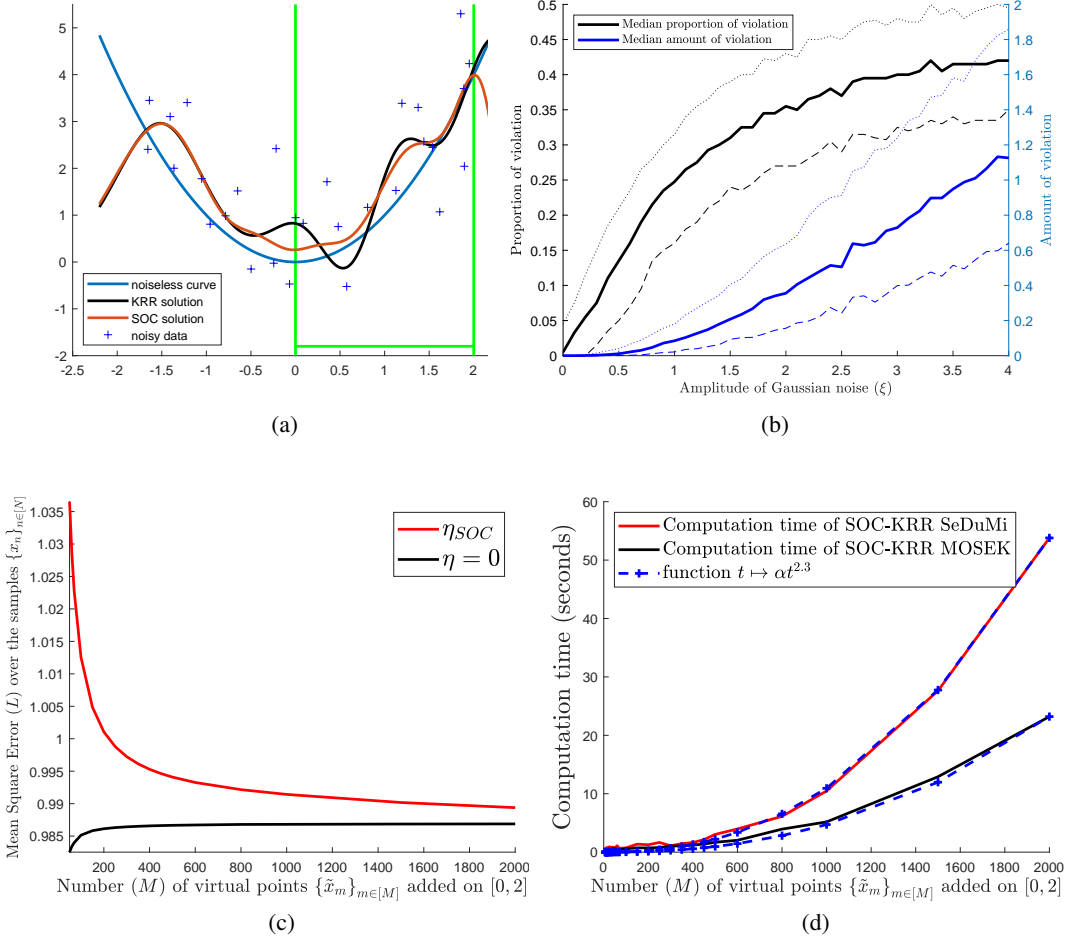 5
4
3
2
1
0
-1
-2
-2.5 -2 -1.5 -1 -0.5 0 0.5 1 1.5 2
noiseless curve
KRR solution
SOC solution
noisy data
(a)
Proportion of violation
0.5
0.45
0.4
0.35
0.3
0.25
0.2
0.15
0.1
0.05
0
Median proportion of violation
Median amount of violation
2
1.8
1.6
1.4
1.2
1
0.8
0.6
0.4
0.2
0
Amount of violation
0 0.5 1 1.5 2 2.5 3 3.5 4
Amplitude of Gaussian noise (ξ)
(b)
Mean Square Error (L) over the samples {x_n}_{n∈[N]}
1.035
1.03
1.025
1.02
1.015
1.01
1.005
1
0.995
0.99
0.985
η_{SOC}
η = 0
200 400 600 800 1000 1200 1400 1600 1800 2000
Number (M) of virtual points {x̃_m}_{m∈[M]} added on [0, 2]
(c)
Computation time (seconds)
60
50
40
30
20
10
0
Computation time of SOC-KRR SeDuMi
Computation time of SOC-KRR MOSEK
function t ↦ αt^{2.3}
0 200 400 600 800 1000 1200 1400 1600 1800 2000
Number (M) of virtual points {x̃_m}_{m∈[M]} added on [0, 2]
(d)